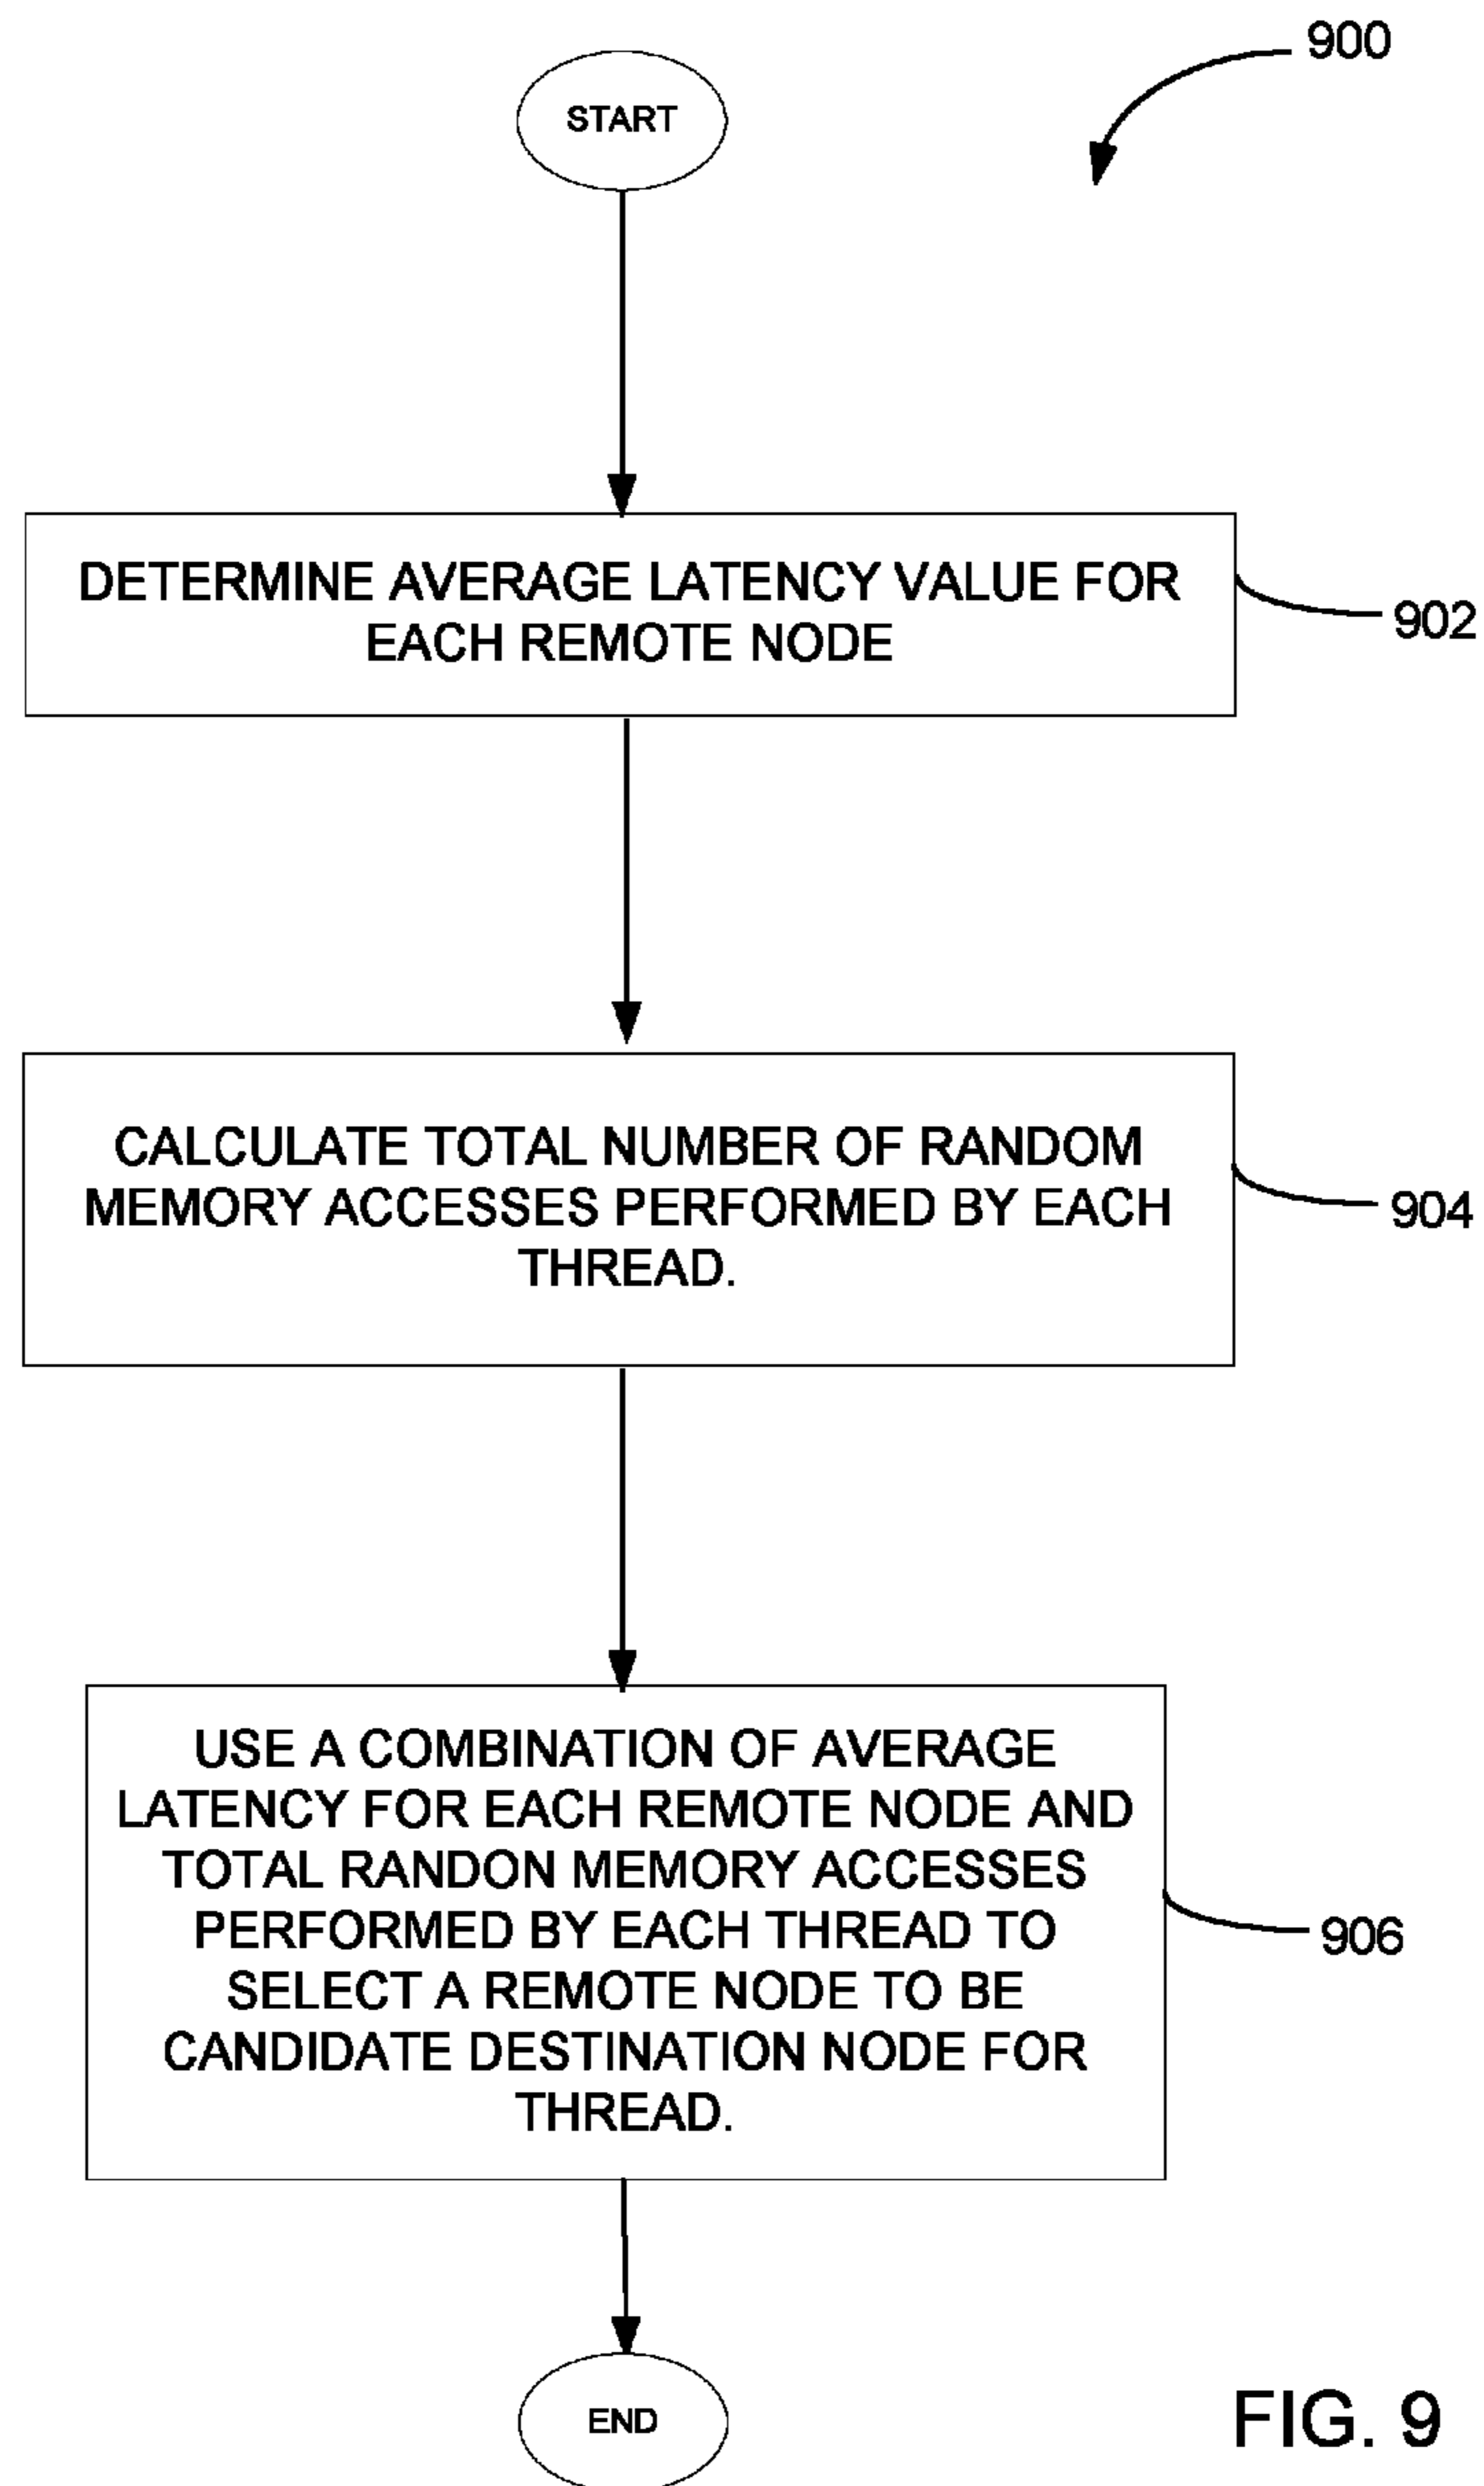 900
START
DETERMINE AVERAGE LATENCY VALUE FOR
EACH REMOTE NODE
902
CALCULATE TOTAL NUMBER OF RANDOM
MEMORY ACCESSES PERFORMED BY EACH
THREAD.
904
USE A COMBINATION OF AVERAGE
LATENCY FOR EACH REMOTE NODE AND
TOTAL RANDON MEMORY ACCESSES
PERFORMED BY EACH THREAD TO
SELECT A REMOTE NODE TO BE
CANDIDATE DESTINATION NODE FOR
THREAD.
906
END
FIG. 9